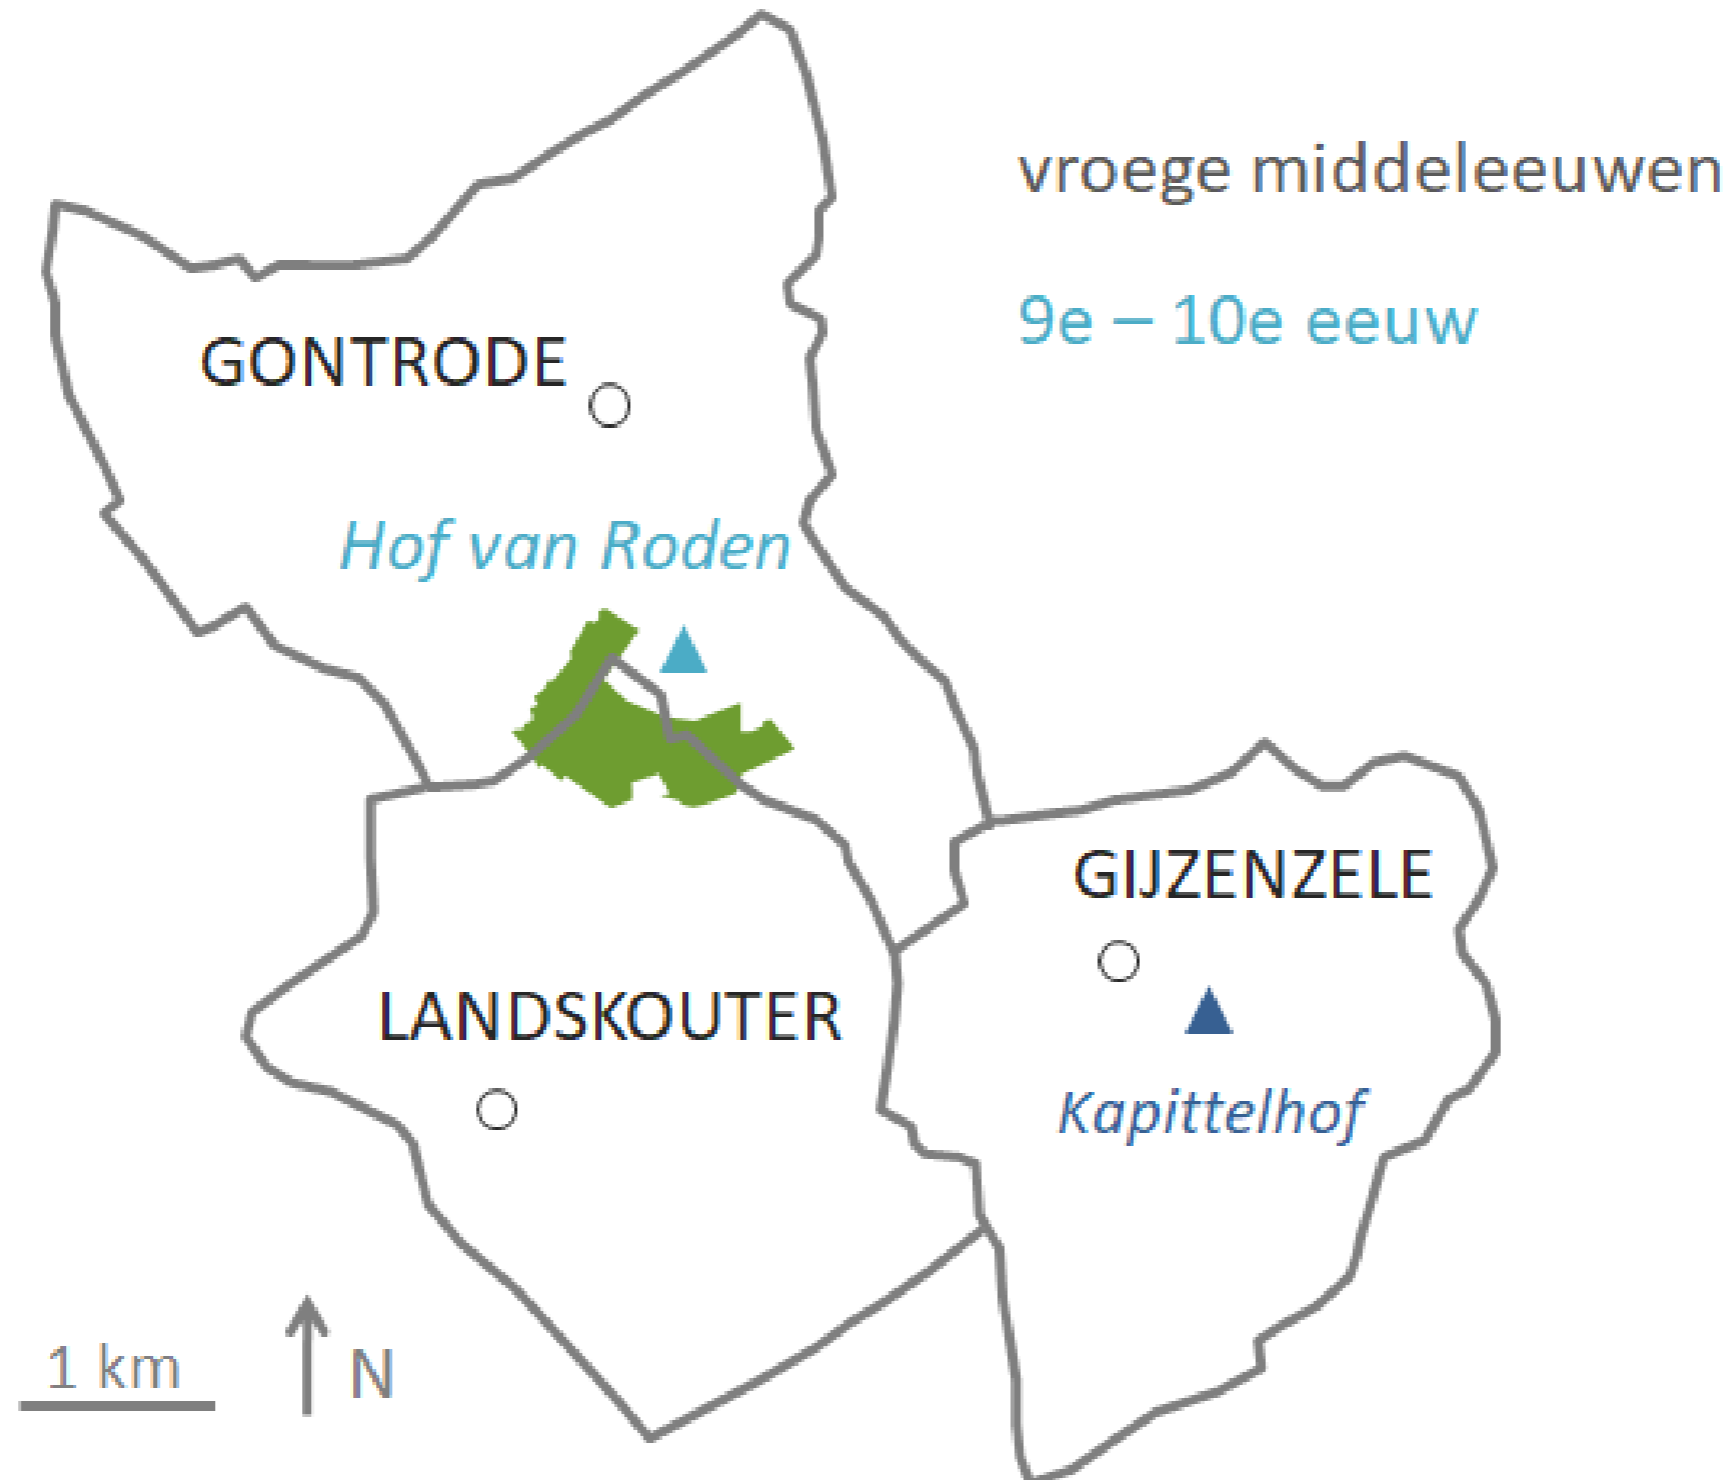 vroege middeleeuwen
9e – 10e eeuw
GONTRODE
Hof van Roden
GIJZENZELE
LANDSKOUTER
Kapittelhof
1 km
N